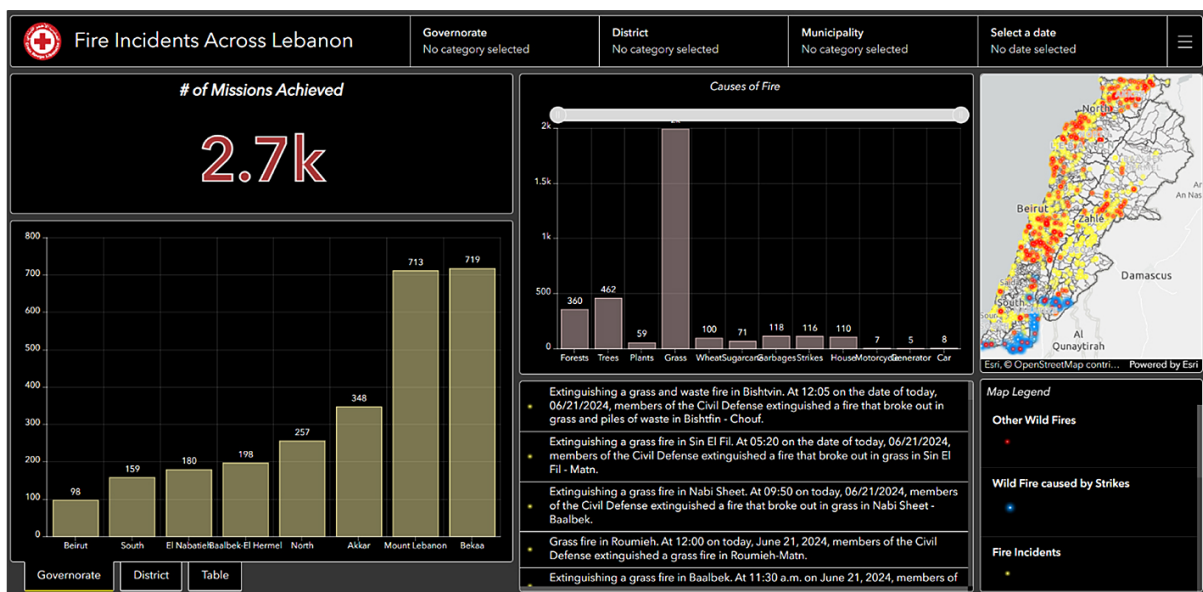 Fire Incidents Across Lebanon
Governorate
No category selected
District
No category selected
Municipality
No category selected
Select a date
No date selected
# of Missions Achieved
2.7k
800
700
600
500
400
300
200
100
0
98
159
180
198
257
348
713
719
Beirut
South
El Nabatieh
Baalbek-El Hermel
North
Akkar
Mount Lebanon
Bekaa
Governorate
District
Table
Causes of Fire
2k
1.5k
1k
500
0
360
462
59
2k
100
71
118
116
110
7
5
8
Forests
Trees
Plants
Grass
Wheat
Sugarcane
Garbages
Strikes
House
Motorcycle
Generator
Car
Extinguishing a grass and waste fire in Bishtvin. At 12:05 on the date of today,
06/21/2024, members of the Civil Defense extinguished a fire that broke out in
grass and piles of waste in Bishtfin - Chouf.
Extinguishing a grass fire in Sin El Fil. At 05:20 on the date of today, 06/21/2024,
members of the Civil Defense extinguished a fire that broke out in grass in Sin El
Fil - Matn.
Extinguishing a grass fire in Nabi Sheet. At 09:50 on today, 06/21/2024, members
of the Civil Defense extinguished a fire that broke out in grass in Nabi Sheet -
Baalbek.
Grass fire in Roumieh. At 12:00 on today, June 21, 2024, members of the Civil
Defense extinguished a grass fire in Roumieh-Matn.
Extinguishing a grass fire in Baalbek. At 11:30 a.m. on June 21, 2024, members of
North
Beirut
Zahlé
An Nas
Damascus
South
Al
Qunaytirah
Esri, © OpenStreetMap contri...
Powered by Esri
Map Legend
Other Wild Fires
Wild Fire caused by Strikes
Fire Incidents